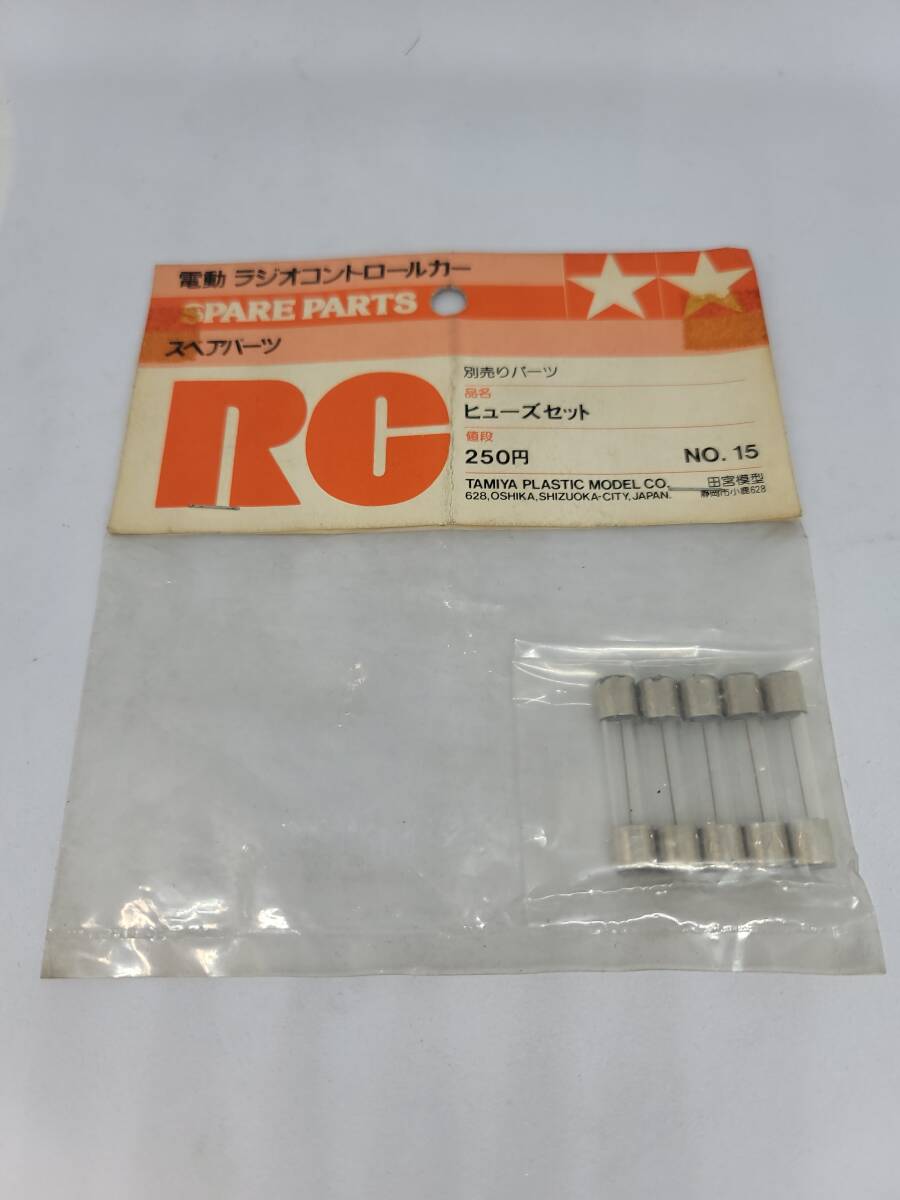 電動 ラジオコントロールカー
SPARE PARTS
スペアパーツ
RC
別売りパーツ
品名
ヒューズセット
値段
250円 NO. 15
TAMIYA PLASTIC MODEL CO. 田宮模型
628, OSHIKA, SHIZUOKA-CITY, JAPAN. 静岡市小鹿628